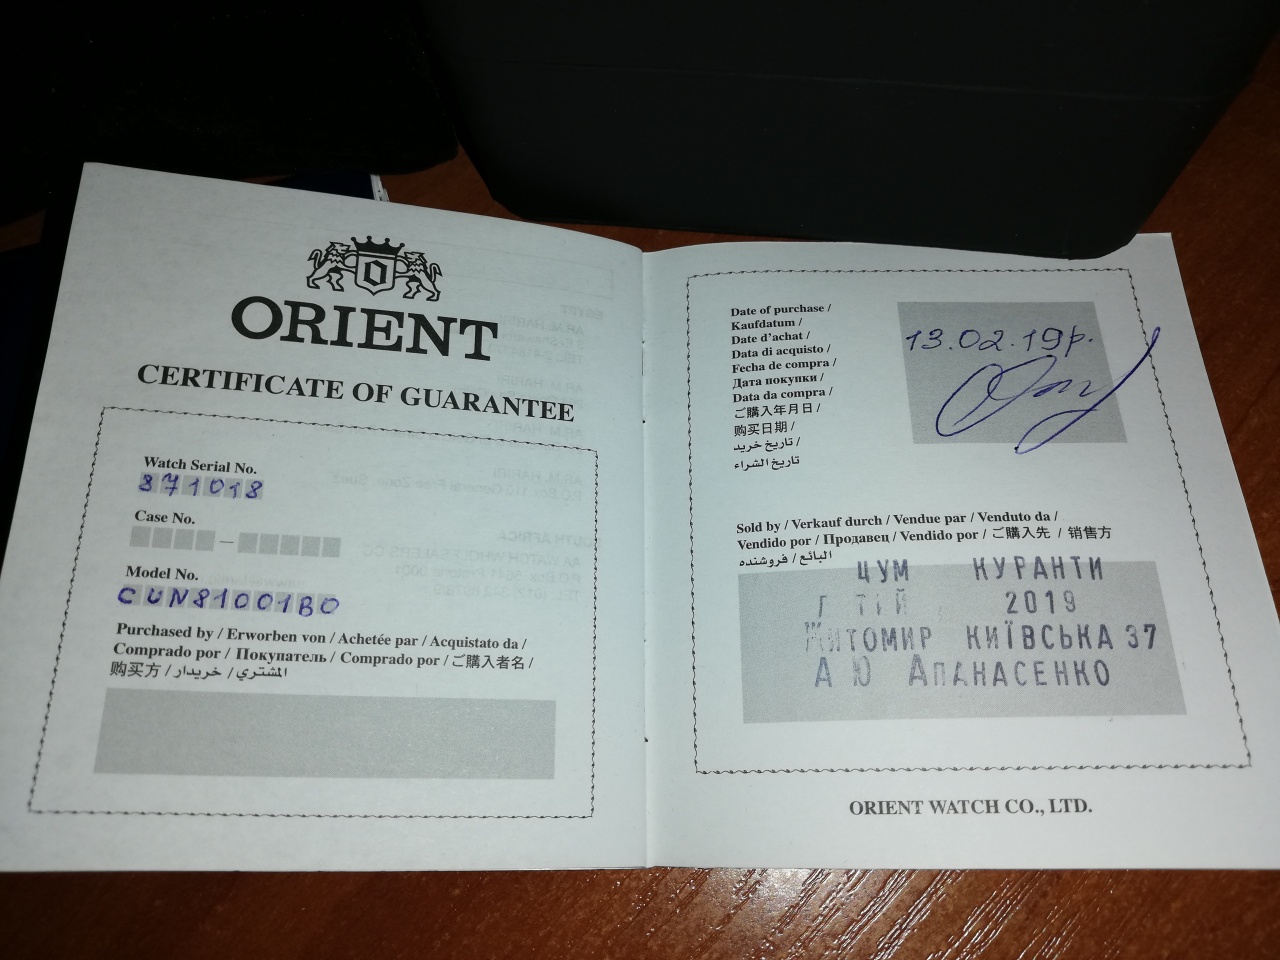 ORIENT
CERTIFICATE OF GUARANTEE
Watch Serial No.
871018
Case No.
–
Model No.
CUN81001B0
Purchased by / Erworben von / Achetée par / Acquistato da /
Comprado por / Покупатель / Comprado por / ご購入者名 /
购买方 / خریدار / المشتري
Date of purchase /
Kaufdatum /
Date d'achat /
Data di acquisto /
Fecha de compra /
Дата покупки /
Data da compra /
ご購入年月日 /
购买日期 /
تاریخ خرید /
تاريخ الشراء
13.02.19р.
Sold by / Verkauf durch / Vendue par / Venduto da /
Vendido por / Продавец / Vendido por / ご購入先 / 销售方
البائع / فروشنده
ЦУМ КУРАНТИ
2019
ЖИТОМИР КИЇВСЬКА 37
А Ю АПАНАСЕНКО
ORIENT WATCH CO., LTD.